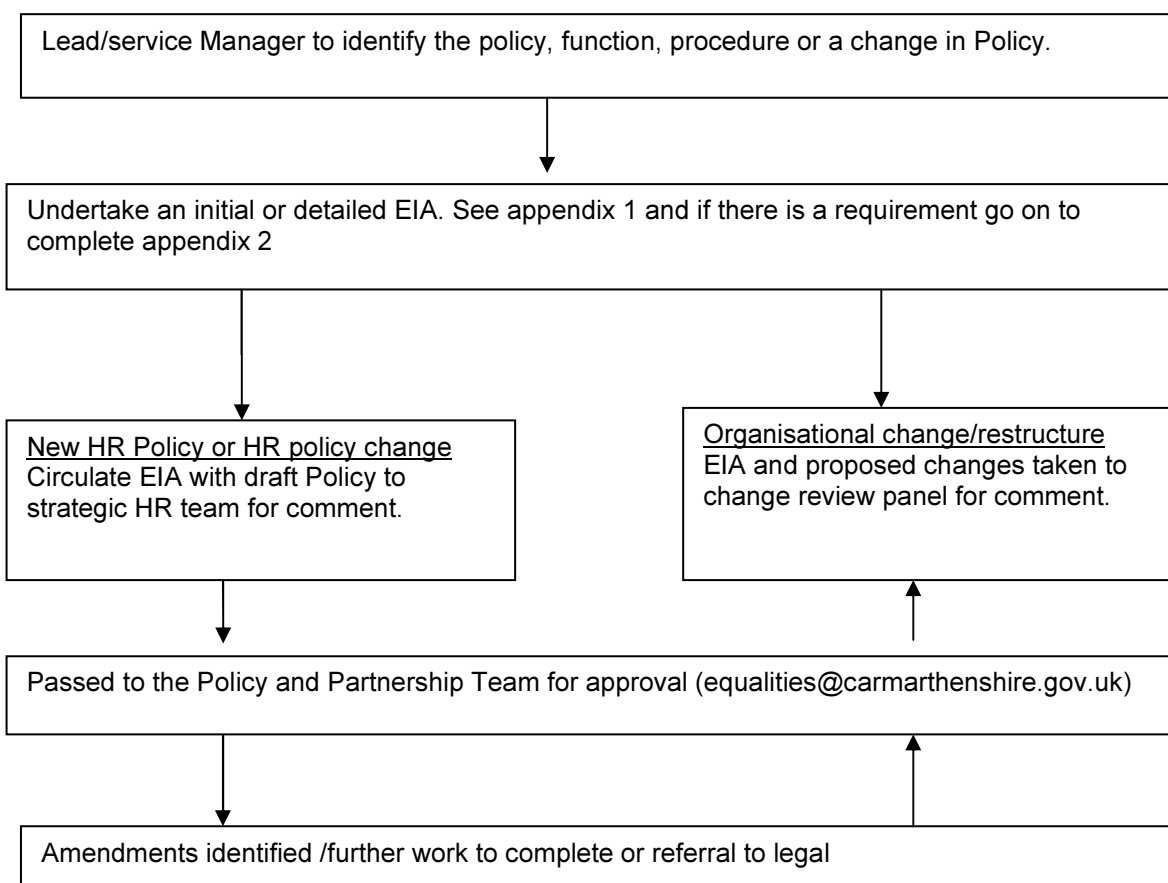 Lead/service Manager to identify the policy, function, procedure or a change in Policy.
Undertake an initial or detailed EIA. See appendix 1 and if there is a requirement go on to
complete appendix 2
New HR Policy or HR policy change
Circulate EIA with draft Policy to
strategic HR team for comment.
Organisational change/restructure
EIA and proposed changes taken to
change review panel for comment.
Passed to the Policy and Partnership Team for approval (equalities@carmarthenshire.gov.uk)
Amendments identified /further work to complete or referral to legal